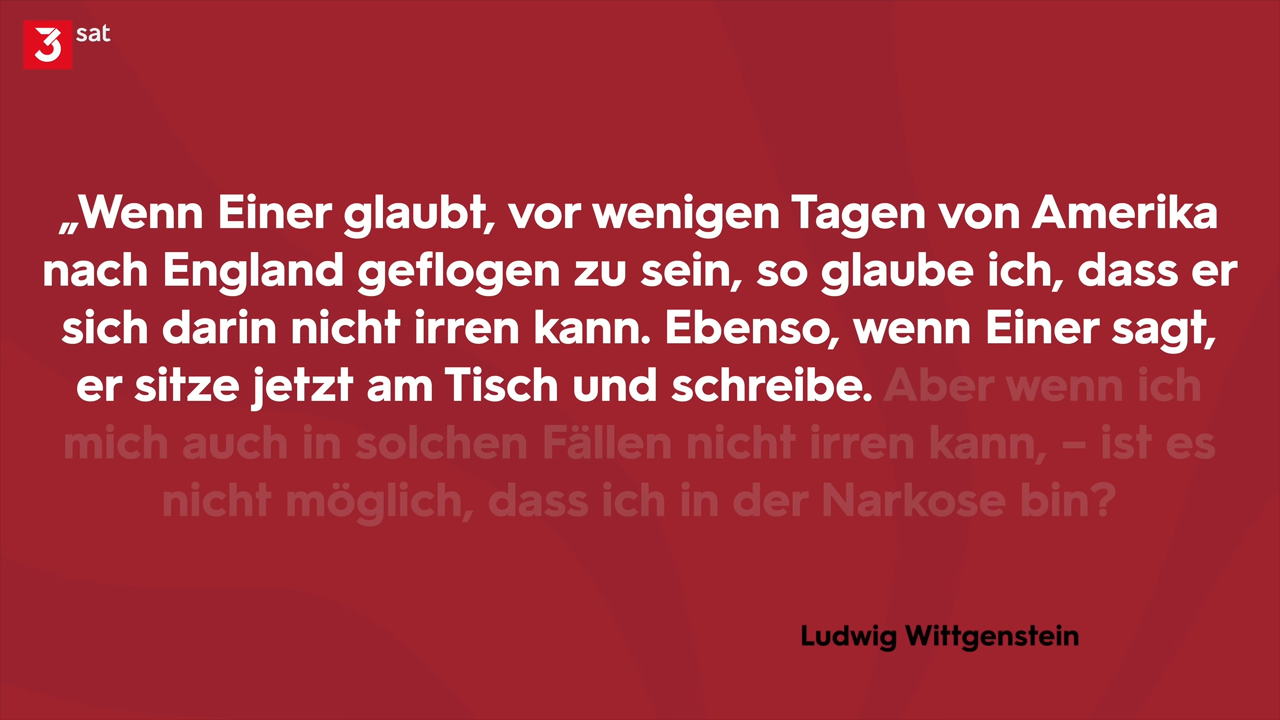 3sat
„Wenn Einer glaubt, vor wenigen Tagen von Amerika
nach England geflogen zu sein, so glaube ich, dass er
sich darin nicht irren kann. Ebenso, wenn Einer sagt,
er sitze jetzt am Tisch und schreibe. Aber wenn ich
mich auch in solchen Fällen nicht irren kann, – ist es
nicht möglich, dass ich in der Narkose bin?
Ludwig Wittgenstein